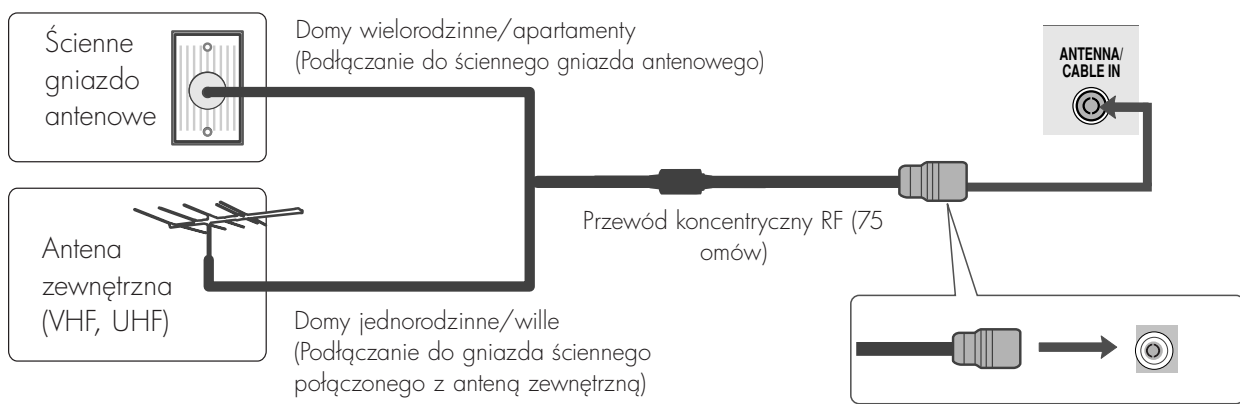 Ścienne
gniazdo
antenowe
Domy wielorodzinne/apartamenty
(Podłączanie do ściennego gniazda antenowego)
ANTENNA/
CABLE IN
Przewód koncentryczny RF (75
omów)
Antena
zewnętrzna
(VHF, UHF)
Domy jednorodzinne/wille
(Podłączanie do gniazda ściennego
połączonego z anteną zewnętrzną)